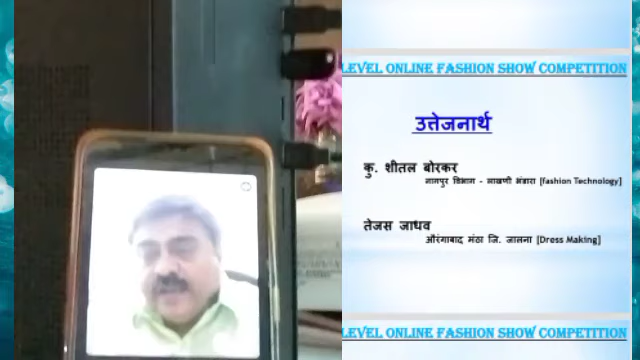 LEVEL ONLINE FASHION SHOW COMPETITION
उत्तेजनार्थ
कु. शीतल बोरकर
नागपुर विभाग - लाखणी भंडारा [fashion Technology]
तेजस जाधव
औरंगाबाद मंठा जि. जालना [Dress Making]
LEVEL ONLINE FASHION SHOW COMPETITION